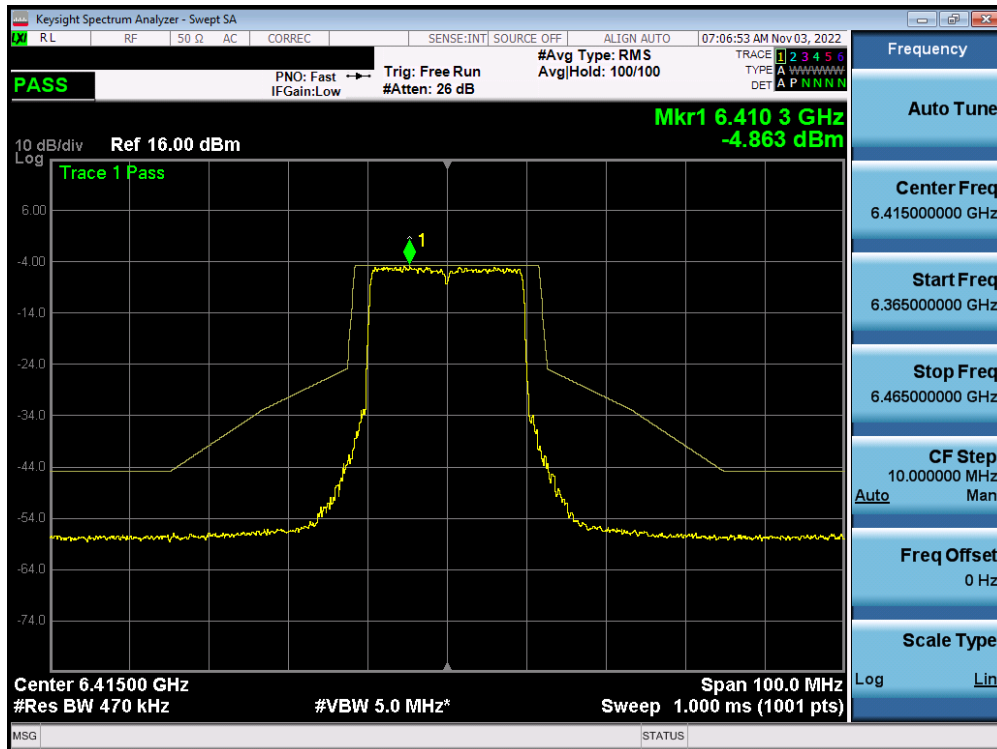 Keysight Spectrum Analyzer - Swept SA
LXI RL RF 50 Ω AC CORREC SENSE:INT SOURCE OFF ALIGN AUTO 07:06:53 AM Nov 03, 2022
PASS
PNO: Fast
IFGain:Low
Trig: Free Run
#Atten: 26 dB
#Avg Type: RMS
Avg|Hold: 100/100
TRACE 1 2 3 4 5 6
TYPE A WWWWW
DET A P N N N N
Mkr1 6.410 3 GHz
-4.863 dBm
10 dB/div Ref 16.00 dBm
Log
Trace 1 Pass
1
6.00
-4.00
-14.0
-24.0
-34.0
-44.0
-54.0
-64.0
-74.0
Center 6.41500 GHz Span 100.0 MHz
#Res BW 470 kHz #VBW 5.0 MHz* Sweep 1.000 ms (1001 pts)
MSG STATUS
Frequency
Auto Tune
Center Freq
6.415000000 GHz
Start Freq
6.365000000 GHz
Stop Freq
6.465000000 GHz
CF Step
10.000000 MHz
Auto Man
Freq Offset
0 Hz
Scale Type
Log Lin